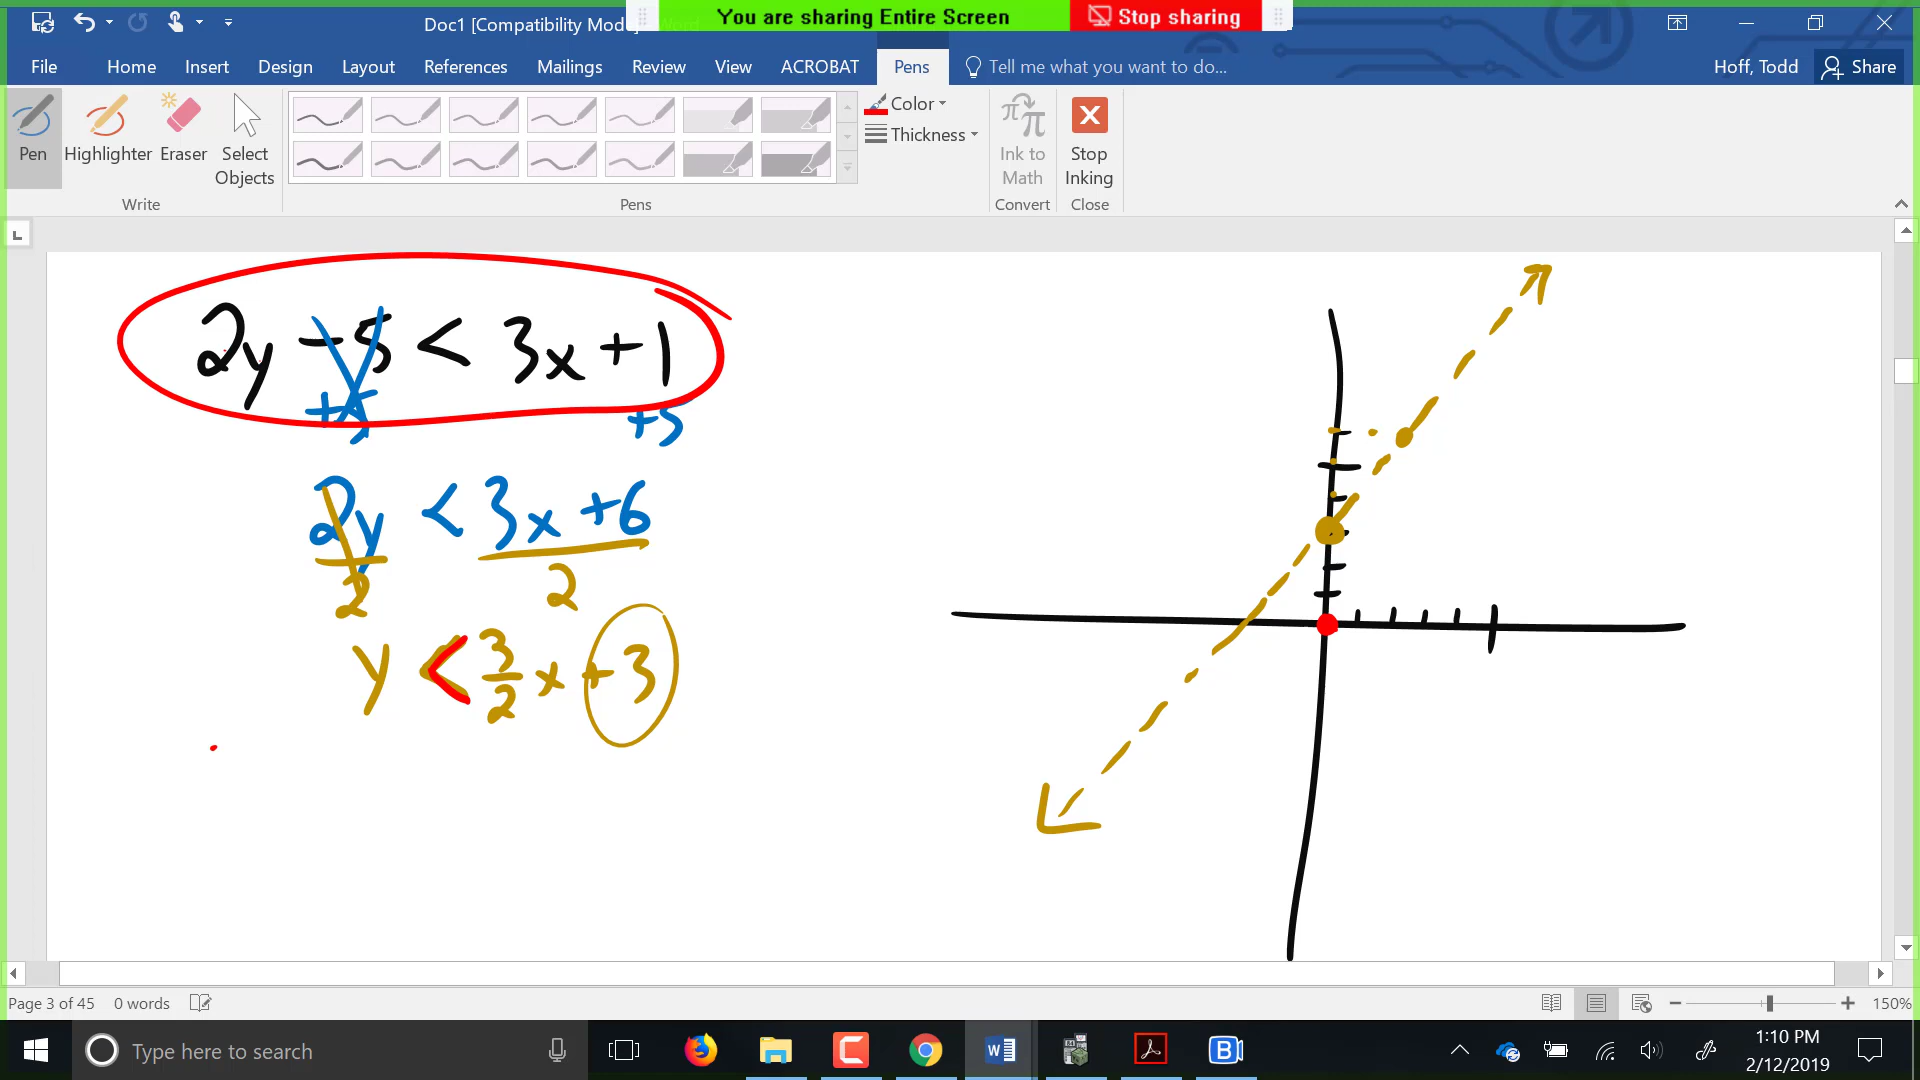 Doc1 [Compatibility Mod
You are sharing Entire Screen
Stop sharing
File Home Insert Design Layout References Mailings Review View ACROBAT Pens Tell me what you want to do... Hoff, Todd Share
Pen Highlighter Eraser Select Objects
Color
Thickness
Ink to Math
Stop Inking
Write Pens Convert Close
2y - 5 < 3x + 1
+5 +5
2y < 3x + 6
2 2
y < 3/2 x + 3
Page 3 of 45 0 words 150%
Type here to search
1:10 PM
2/12/2019